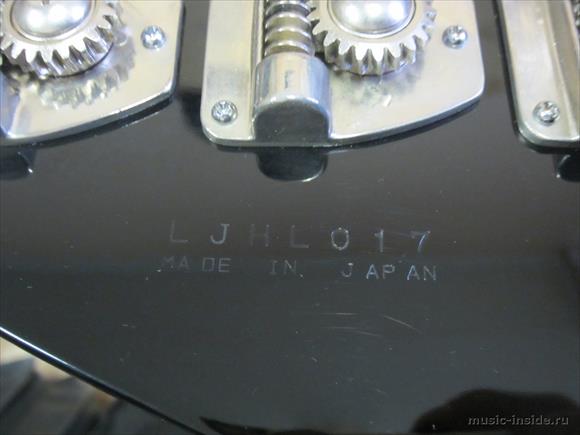 F
LJHL017
MADE IN JAPAN
music-inside.ru